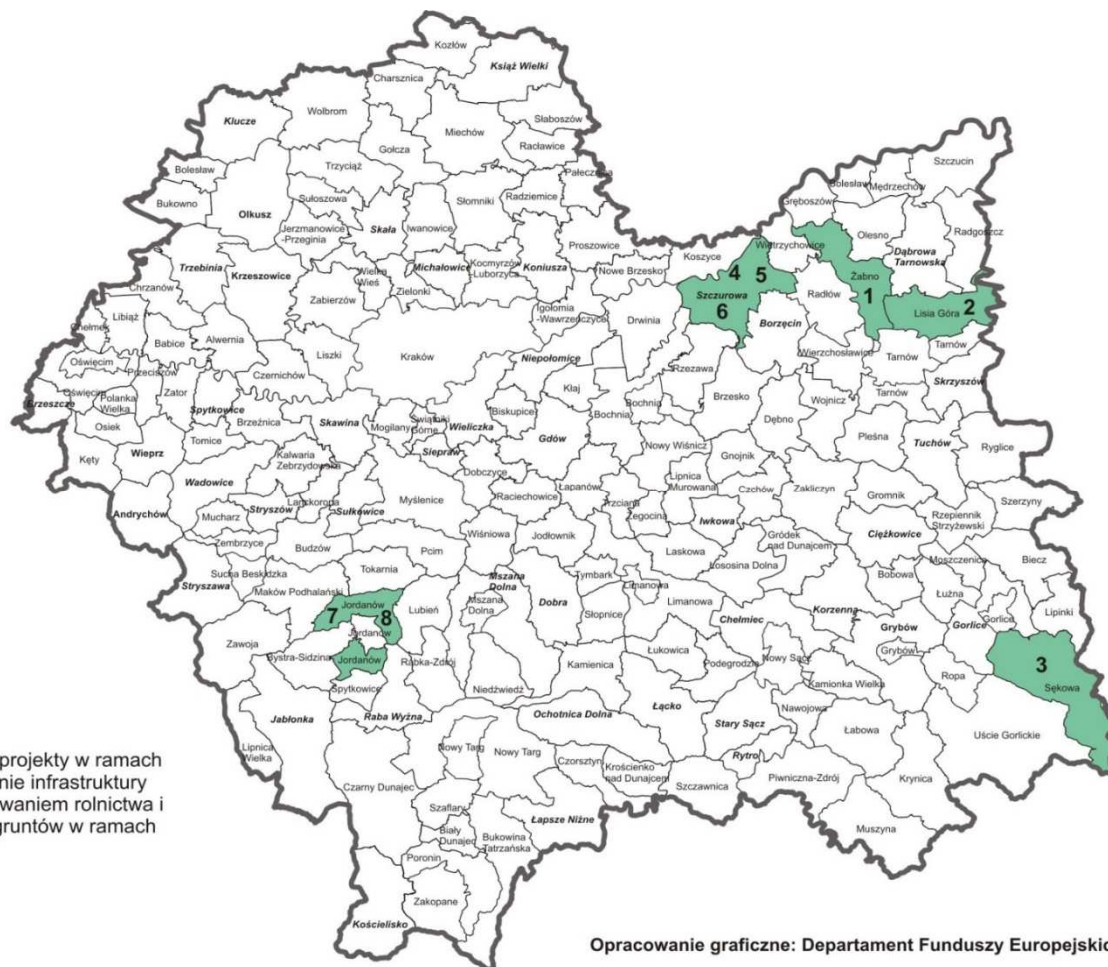 Kozłów
Książ Wielki
Charsznica
Wolbrom
Klucze
Słaboszów
Miechów
Racławice
Gołcza
Bolesław
Trzyciąż
Szczucin
Bolesław
Mędrzechów
Bukowno
Sułoszowa
Słomniki
Radziemice
Gręboszów
Olkusz
Jerzmanowice
-Przeginia
Skała
Iwanowice
Olesno
Radgoszcz
Proszowice
Wietrzychowice
Dąbrowa
Tarnowska
Trzebinia
Krzeszowice
Wielka
Wieś
Michałowice
Kocmyrzów
-Luborzyca
Koniusza
Koszyce
Nowe Brzesko
4
5
Żabno
Chrzanów
Zabierzów
Zielonki
Szczurowa
Radłów
1
2
Libiąż
Igołomia
-Wawrzeńczyce
6
Lisia Góra
Chełmek
Babice
Alwernia
Liszki
Kraków
Drwinia
Borzęcin
Oświęcim
Przeciszów
Czernichów
Niepołomice
Wierzchosławice
Tarnów
Tarnów
Oświęcim
Zator
Rzezawa
Brzesko
Wojnicz
Tarnów
Skrzyszów
Brzeszcze
Polanka
Wielka
Spytkowice
Skawina
Kłaj
Bochnia
Osiek
Brzeźnica
Mogilany
Świątniki
Górne
Wieliczka
Biskupice
Bochnia
Dębno
Tomice
Siepraw
Gdów
Nowy Wiśnicz
Pleśna
Tuchów
Ryglice
Kęty
Wieprz
Kalwaria
Zebrzydowska
Dobczyce
Gnojnik
Wadowice
Lipnica
Murowana
Czchów
Zakliczyn
Andrychów
Stryszów
Lanckorona
Sułkowice
Myślenice
Raciechowice
Łapanów
Trzciana
Żegocina
Gromnik
Szerzyny
Mucharz
Iwkowa
Rzepiennik
Strzyżewski
Zembrzyce
Budzów
Pcim
Wiśniowa
Jodłownik
Laskowa
Gródek
nad Dunajcem
Ciężkowice
Łososina Dolna
Moszczenica
Biecz
Sucha Beskidzka
Tokarnia
Mszana
Dolna
Tymbark
Limanowa
Bobowa
Stryszawa
Maków Podhalański
Mszana
Dolna
Dobra
Słopnice
Limanowa
Korzenna
Łużna
Lipinki
7
Jordanów
8
Lubień
Chełmiec
Grybów
Gorlice
Gorlice
Jordanów
Zawoja
Łukowica
Podegrodzie
Nowy Sącz
Grybów
Bystra-Sidzina
Jordanów
Rabka-Zdrój
Kamienica
Kamionka Wielka
Ropa
3
Spytkowice
Niedźwiedź
Sękowa
Jabłonka
Raba Wyżna
Ochotnica Dolna
Łącko
Stary Sącz
Nawojowa
Łabowa
Uście Gorlickie
Lipnica
Wielka
Nowy Targ
Nowy Targ
Czorsztyn
Krościenko
nad Dunajcem
Rytro
projekty w ramach
nie infrastruktury
waniem rolnictwa i
gruntów w ramach
Czarny Dunajec
Szczawnica
Piwniczna-Zdrój
Krynica
Szaflary
Łapsze Niżne
Biały
Dunajec
Bukowina
Tatrzańska
Muszyna
Poronin
Zakopane
Kościelisko
Opracowanie graficzne: Departament Funduszy Europejskic